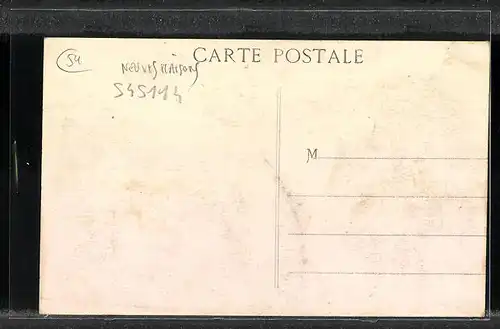 54
CARTE POSTALE
NEUVES MAISONS
545114
M